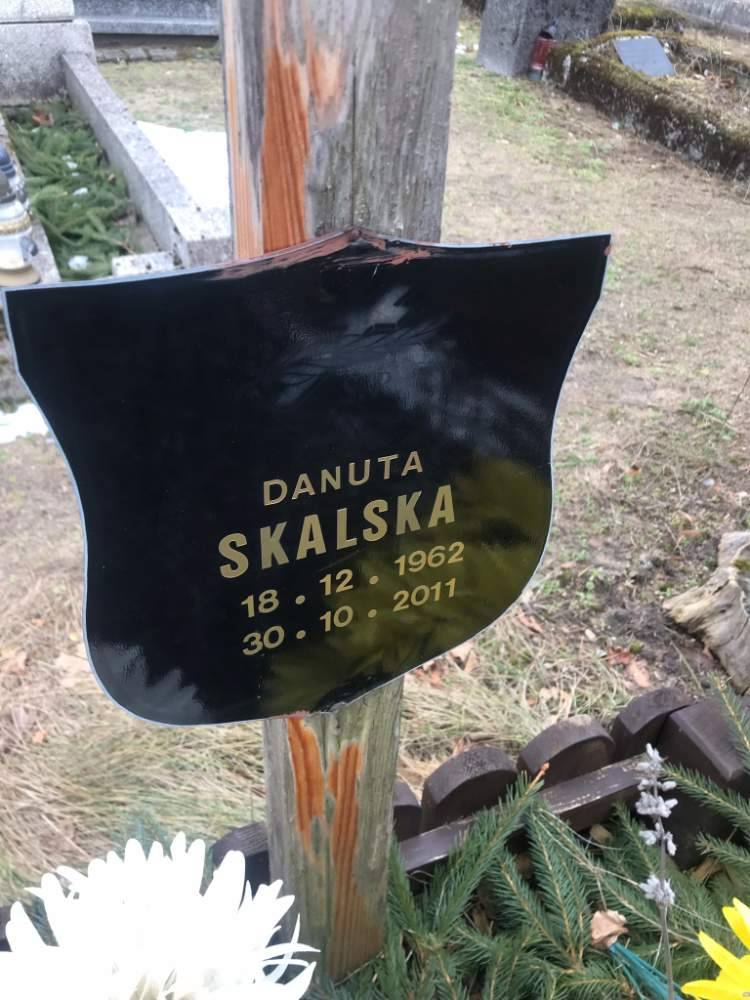 DANUTA
SKALSKA
18 • 12 • 1962
30 • 10 • 2011